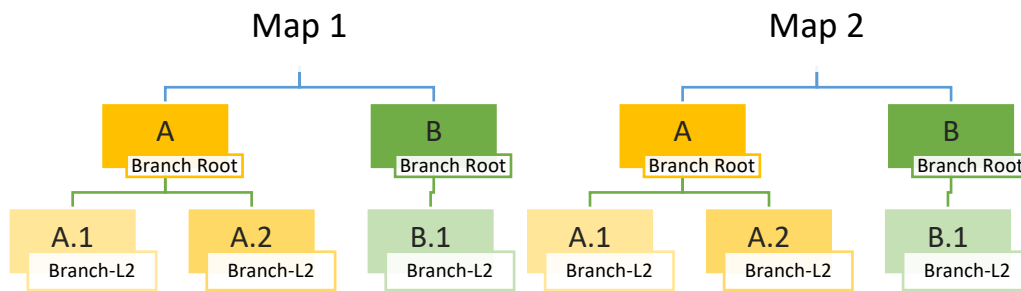 Map 1
Map 2
A
Branch Root
B
Branch Root
A
Branch Root
B
Branch Root
A.1
Branch-L2
A.2
Branch-L2
B.1
Branch-L2
A.1
Branch-L2
A.2
Branch-L2
B.1
Branch-L2